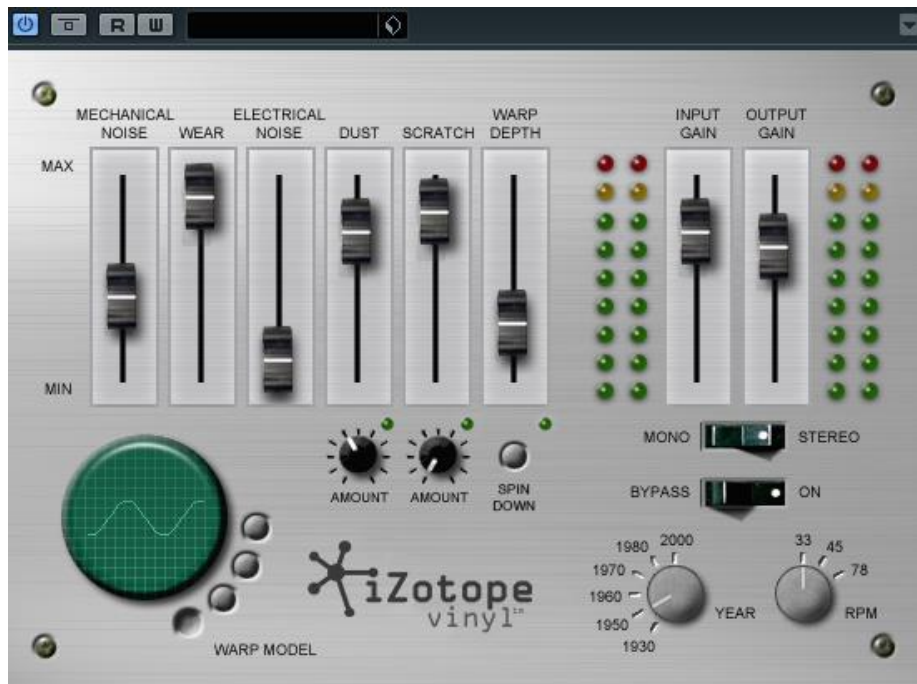 R W
MECHANICAL
NOISE
WEAR
ELECTRICAL
NOISE
DUST
SCRATCH
WARP
DEPTH
INPUT
GAIN
OUTPUT
GAIN
MAX
MIN
MONO
STEREO
AMOUNT
AMOUNT
SPIN
DOWN
BYPASS
ON
WARP MODEL
iZotope
vinyl™
2000
1980
1970
1960
1950
1930
YEAR
33
45
78
RPM